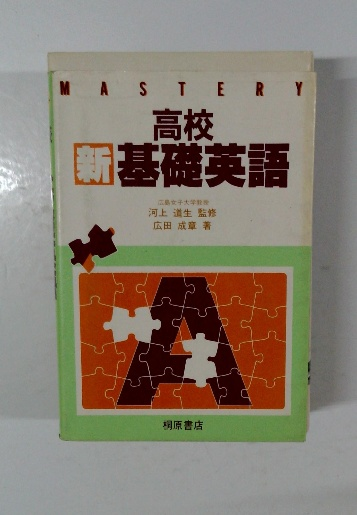 MASTERY
高校
新 基礎英語
広島女子大学教授
河上 道生 監修
広田 成章 著
A
桐原書店